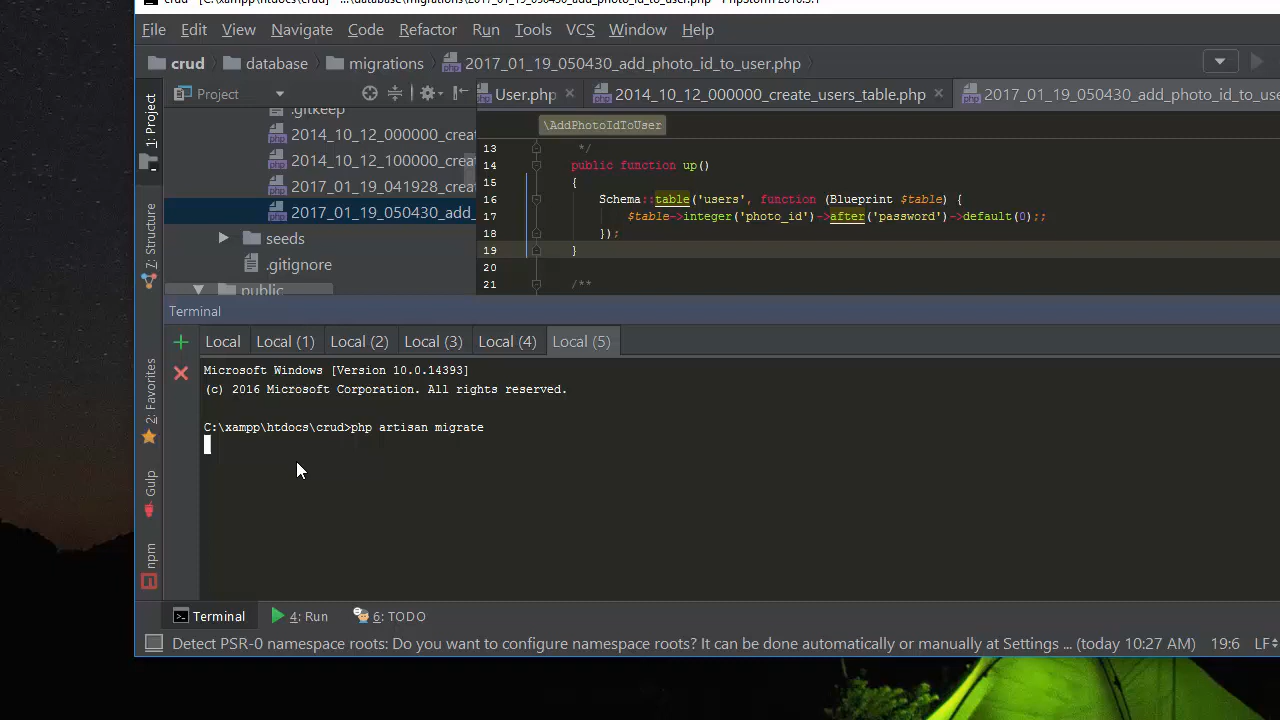 crud - [C:\xampp\htdocs\crud] - ...\database\migrations\2017_01_19_050430_add_photo_id_to_user.php - PhpStorm 2016.3.1
File Edit View Navigate Code Refactor Run Tools VCS Window Help
crud database migrations 2017_01_19_050430_add_photo_id_to_user.php
1: Project
Project
User.php
2014_10_12_000000_create_users_table.php
2017_01_19_050430_add_photo_id_to_use
.gitkeep
2014_10_12_000000_creat
2014_10_12_100000_creat
2017_01_19_041928_creat
2017_01_19_050430_add_
seeds
.gitignore
public
\AddPhotoIdToUser
13 */
14 public function up()
15 {
16 Schema::table('users', function (Blueprint $table) {
17 $table->integer('photo_id')->after('password')->default(0);;
18 });
19 }
20
21 /**
7: Structure
2: Favorites
Gulp
npm
Terminal
Local Local (1) Local (2) Local (3) Local (4) Local (5)
Microsoft Windows [Version 10.0.14393]
(c) 2016 Microsoft Corporation. All rights reserved.
C:\xampp\htdocs\crud>php artisan migrate
Terminal 4: Run 6: TODO
Detect PSR-0 namespace roots: Do you want to configure namespace roots? It can be done automatically or manually at Settings ... (today 10:27 AM) 19:6 LF